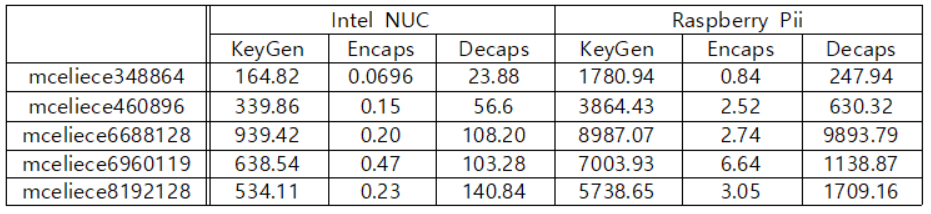 Intel NUC Raspberry Pii
KeyGen Encaps Decaps KeyGen Encaps Decaps
mceliece348864 164.82 0.0696 23.88 1780.94 0.84 247.94
mceliece460896 339.86 0.15 56.6 3864.43 2.52 630.32
mceliece6688128 939.42 0.20 108.20 8987.07 2.74 9893.79
mceliece6960119 638.54 0.47 103.28 7003.93 6.64 1138.87
mceliece8192128 534.11 0.23 140.84 5738.65 3.05 1709.16